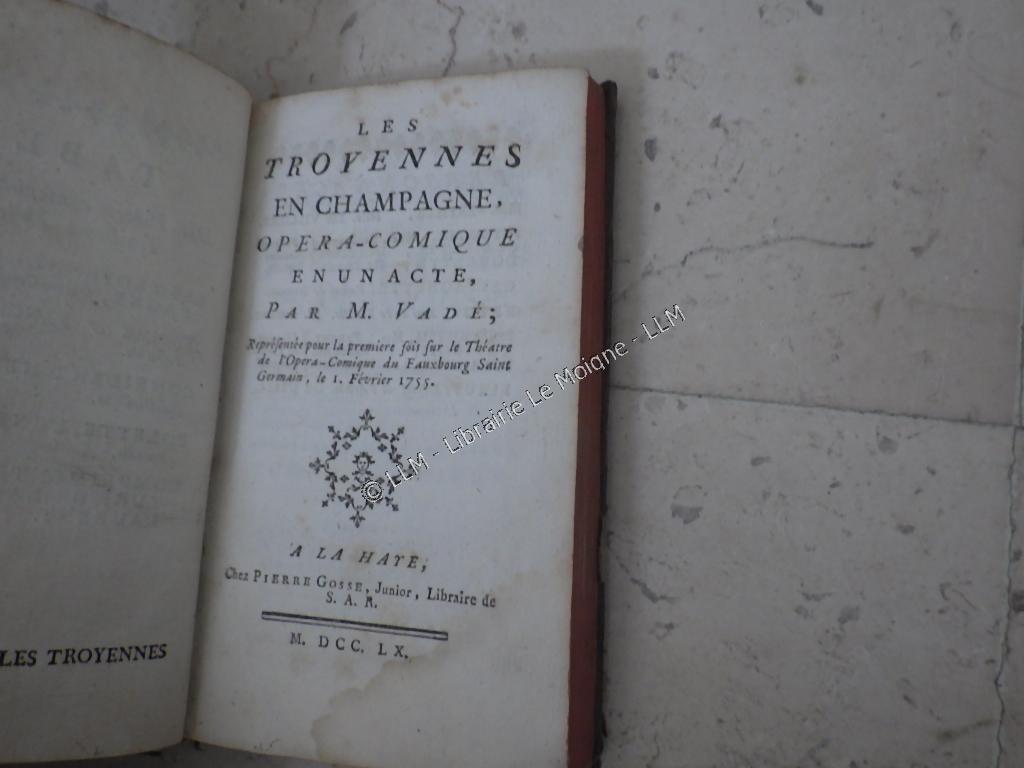 LES TROYENNES
LES
TROYENNES
EN CHAMPAGNE,
OPERA-COMIQUE
EN UN ACTE,
PAR M. VADÉ;
Représentée pour la premiere fois sur le Théatre
de l'Opera-Comique du Fauxbourg Saint
Germain, le 1. Février 1755.
© LLM - Librairie Le Moigne - LLM
A LA HAYE,
Chez PIERRE GOSSE, Junior, Libraire de
S. A. R.
M. DCC. LX.